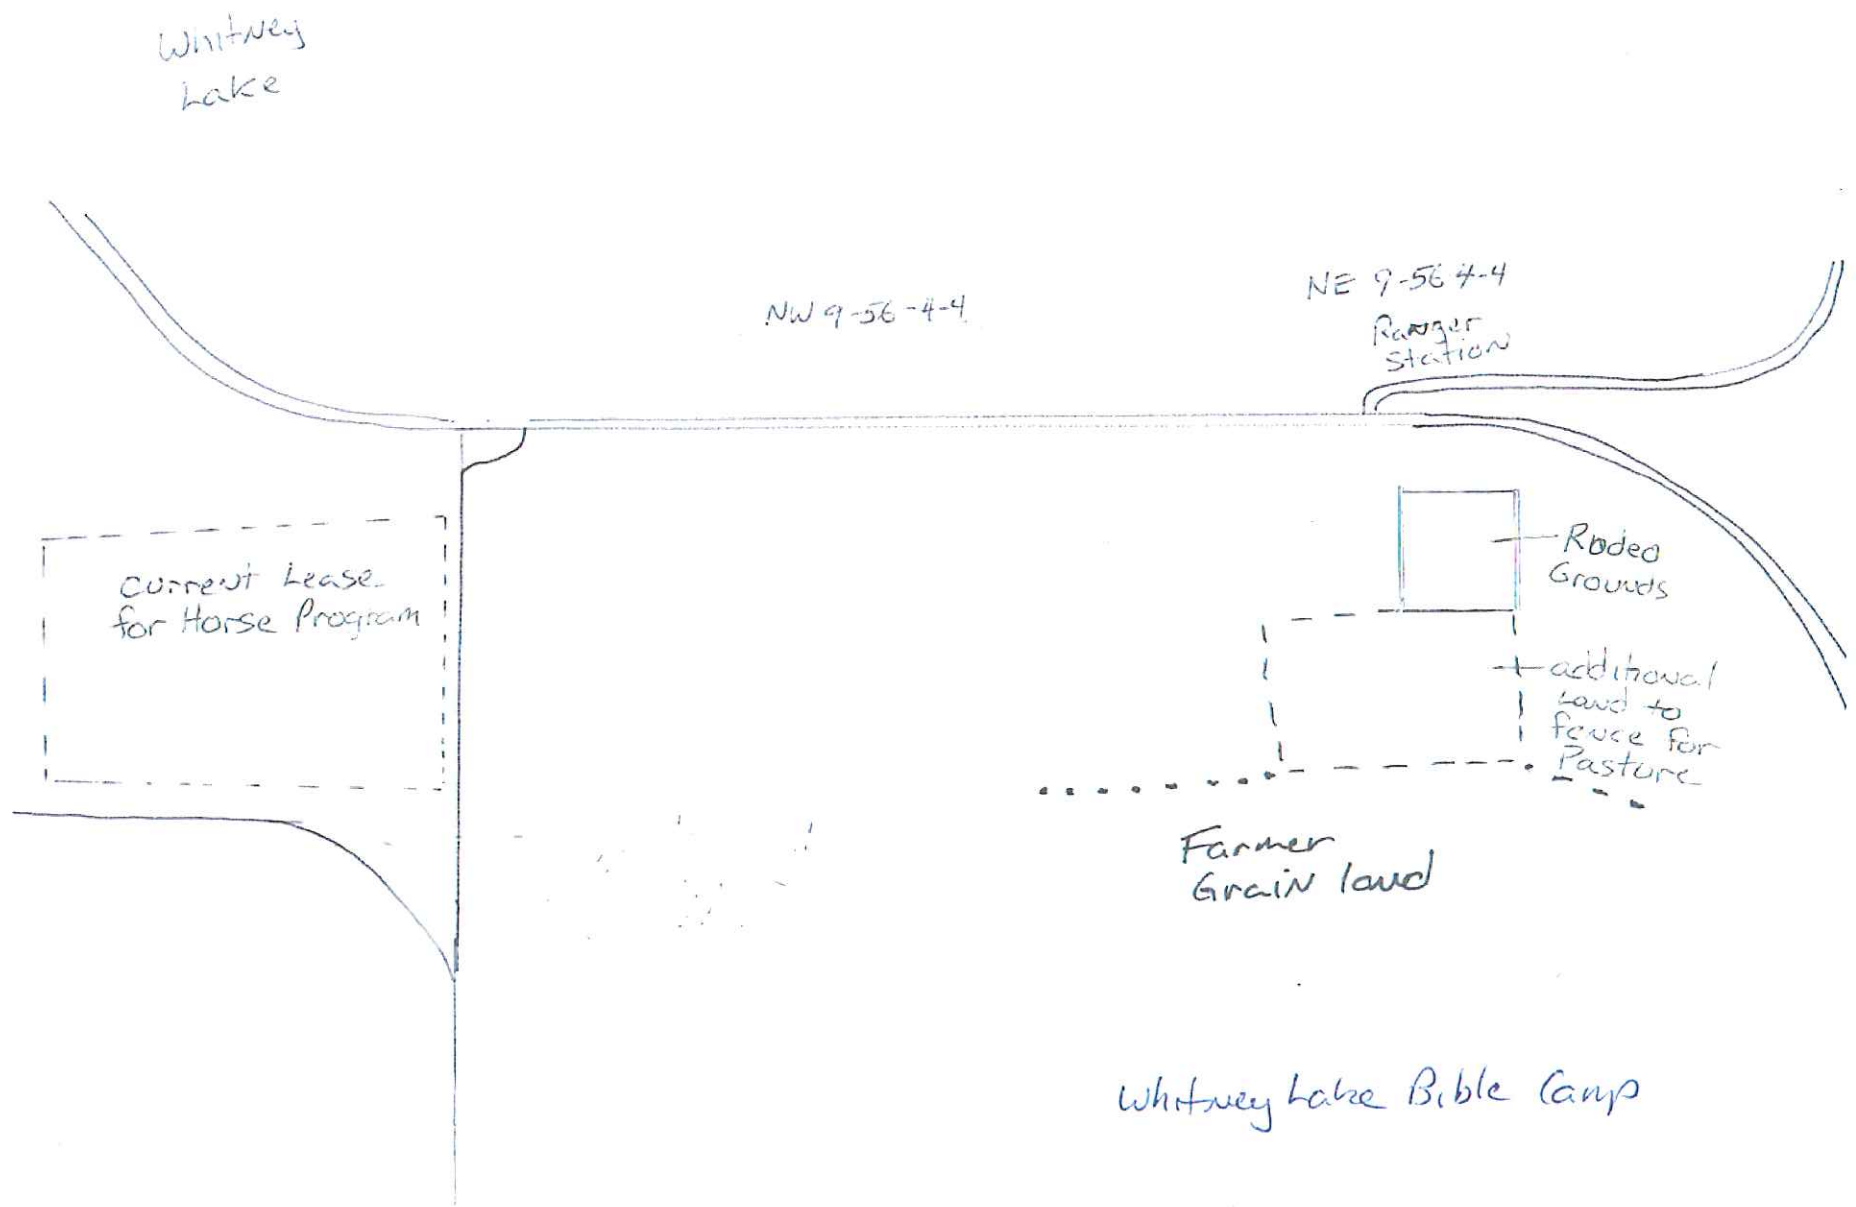 Whitney
Lake
NW 9-56-4-4
NE 9-56 4-4
Ranger
Station
Rodeo
Grounds
Current Lease
for Horse Program
additional
Land to
fence for
Pasture
Farmer
Grain land
Whitney Lake Bible Camp